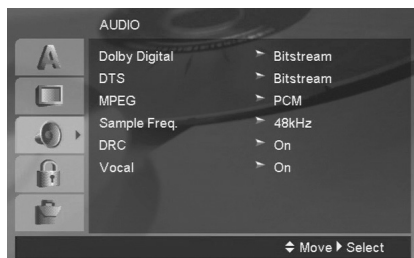 AUDIO
A
Dolby Digital Bitstream
DTS Bitstream
MPEG PCM
Sample Freq. 48kHz
DRC On
Vocal On
Move Select